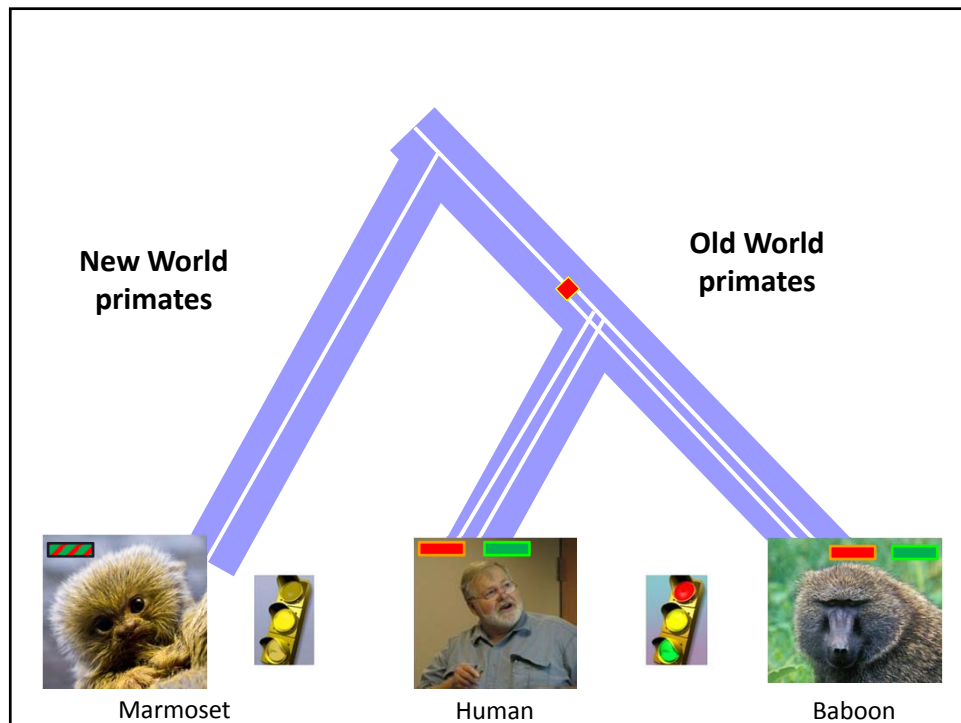 New World
primates
Old World
primates
Marmoset
Human
Baboon